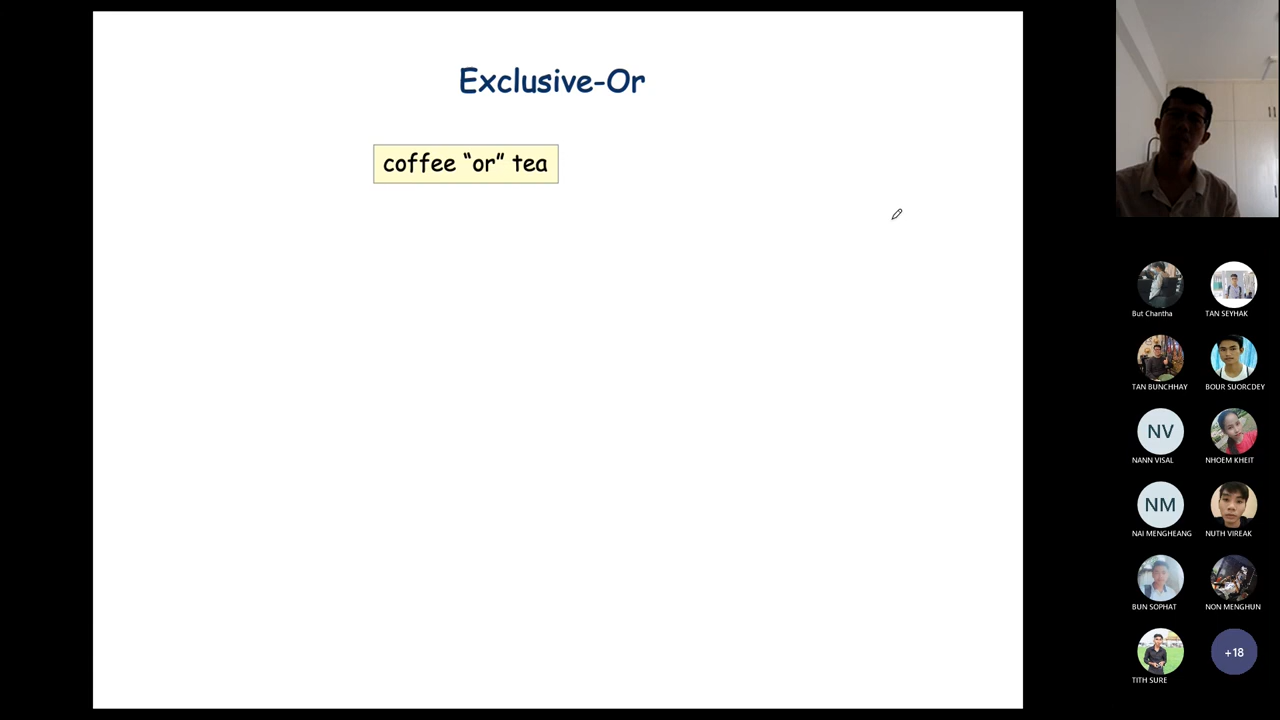 Exclusive-Or
coffee “or” tea
But Chantha
TAN SEYHAK
TAN BUNCHHAY
BOUR SUORCDEY
NV
NANN VISAL
NHOEM KHEIT
NM
NAI MENGHEANG
NUTH VIREAK
BUN SOPHAT
NON MENGHUN
TITH SURE
+18